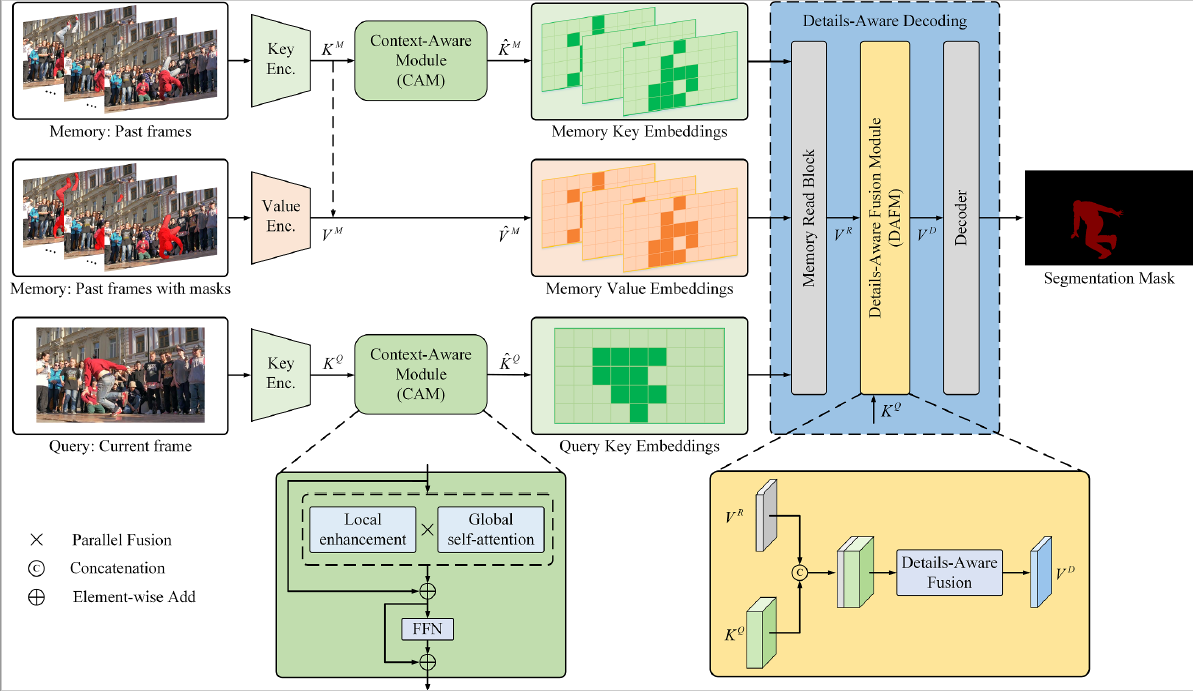 Details-Aware Decoding
Key
Enc.
K^M
Context-Aware
Module
(CAM)
K̂^M
...
...
Memory: Past frames
Memory Key Embeddings
Value
Enc.
V^M
V̂^M
...
...
Memory: Past frames with masks
Memory Value Embeddings
Memory Read Block
V^R
Details-Aware Fusion Module
(DAFM)
V^D
Decoder
Segmentation Mask
Key
Enc.
K^Q
Context-Aware
Module
(CAM)
K̂^Q
K^Q
Query: Current frame
Query Key Embeddings
Local
enhancement
×
Global
self-attention
FFN
× Parallel Fusion
C Concatenation
⊕ Element-wise Add
V^R
C
K^Q
Details-Aware
Fusion
V^D